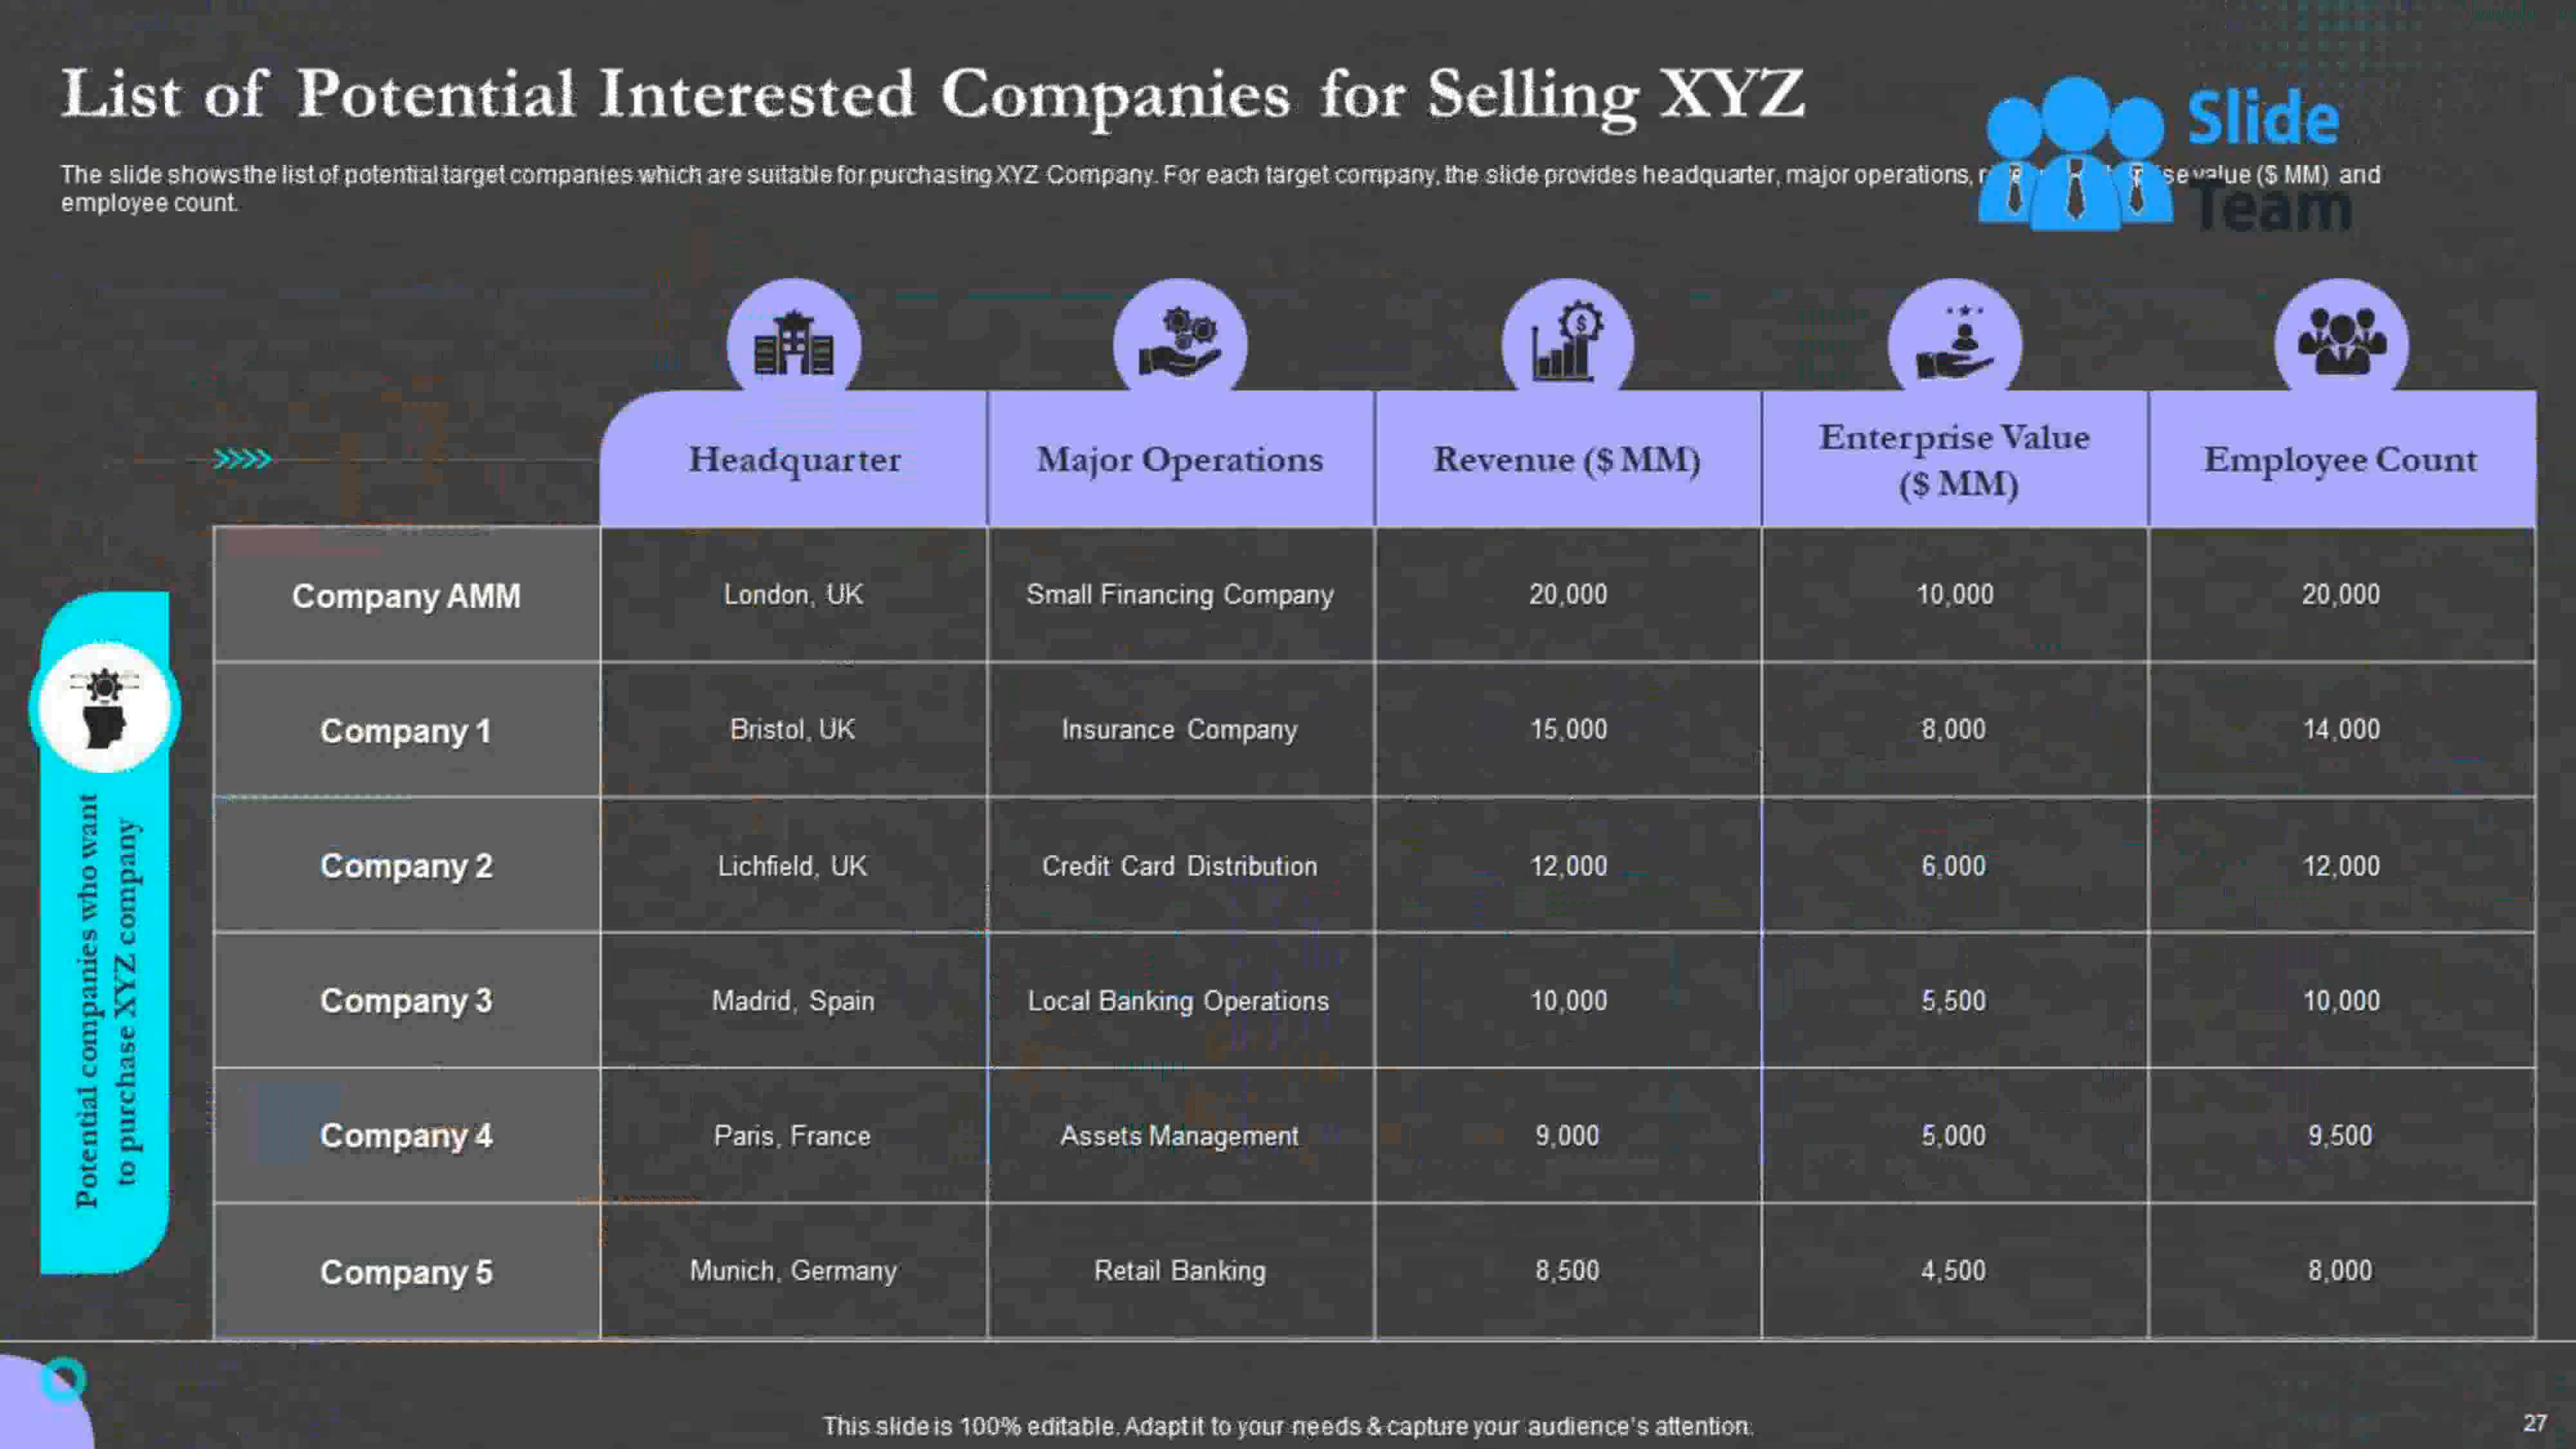 List of Potential Interested Companies for Selling XYZ
Slide
Team
The slide shows the list of potential target companies which are suitable for purchasing XYZ Company. For each target company, the slide provides headquarter, major operations, value ($ MM) and
employee count.
Headquarter
Major Operations
Revenue ($ MM)
Enterprise Value
($ MM)
Employee Count
Company AMM
London, UK
Small Financing Company
20,000
10,000
20,000
Company 1
Bristol, UK
Insurance Company
15,000
8,000
14,000
Company 2
Lichfield, UK
Credit Card Distribution
12,000
6,000
12,000
Company 3
Madrid, Spain
Local Banking Operations
10,000
5,500
10,000
Company 4
Paris, France
Assets Management
9,000
5,000
9,500
Company 5
Munich, Germany
Retail Banking
8,500
4,500
8,000
Potential companies who want
to purchase XYZ company
This slide is 100% editable. Adapt it to your needs & capture your audience's attention.
27